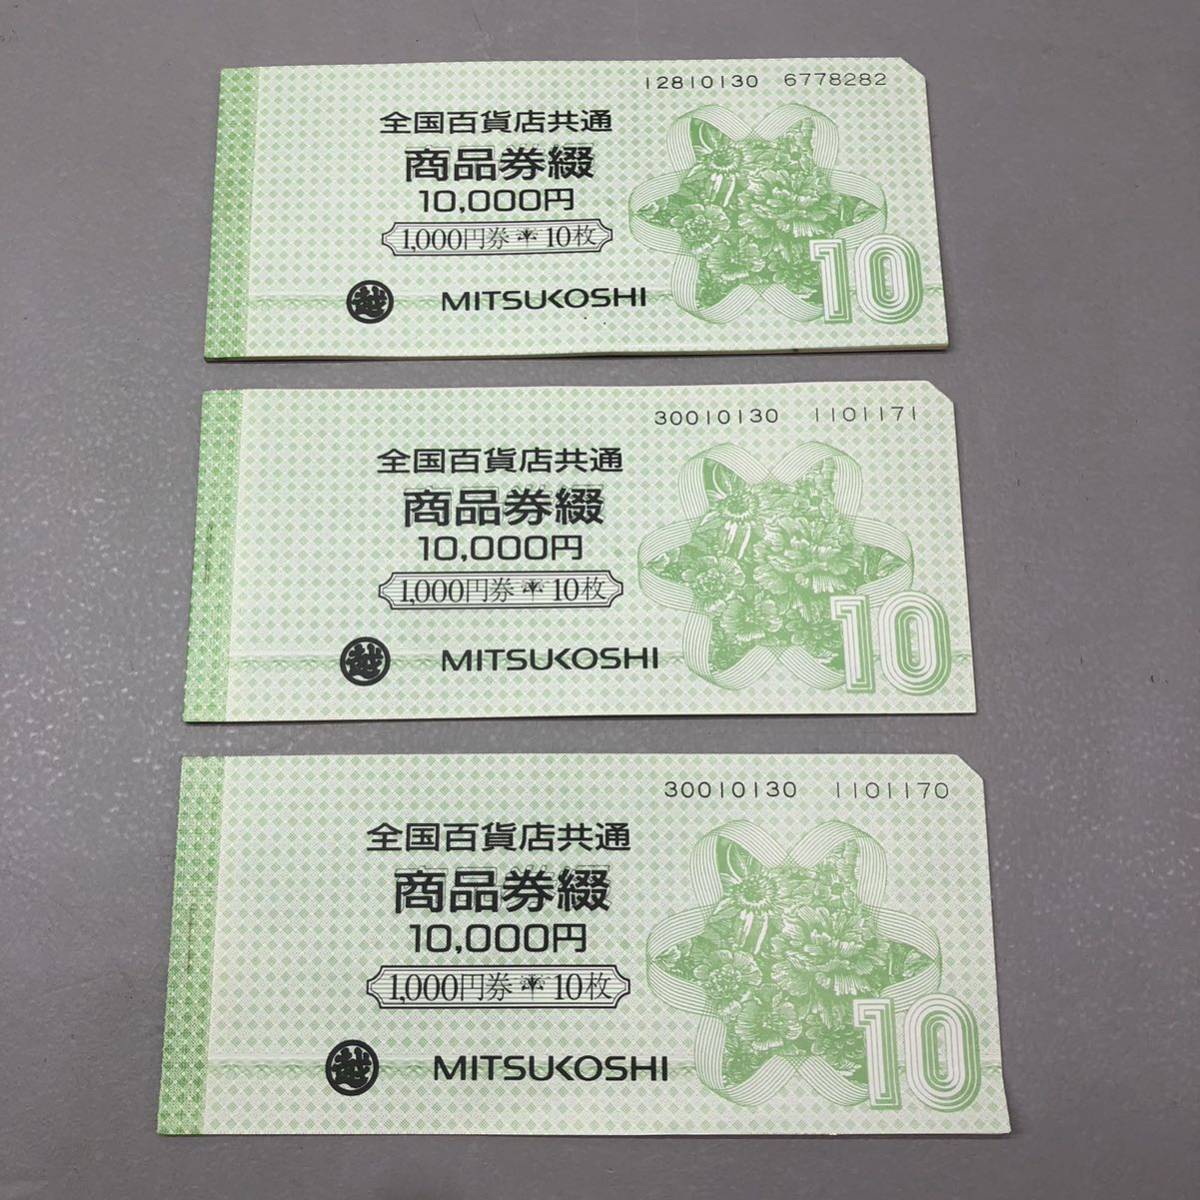 12810130 6778282
全国百貨店共通
商品券綴
10,000円
1,000円券 10枚
越 MITSUKOSHI
10
30010130 1101171
全国百貨店共通
商品券綴
10,000円
1,000円券 10枚
越 MITSUKOSHI
10
30010130 1101170
全国百貨店共通
商品券綴
10,000円
1,000円券 10枚
越 MITSUKOSHI
10